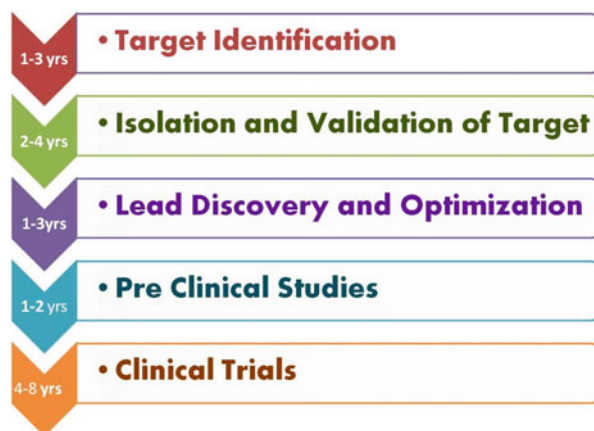 1-3 yrs
• Target Identification
2-4 yrs
• Isolation and Validation of Target
1-3yrs
• Lead Discovery and Optimization
1-2 yrs
• Pre Clinical Studies
4-8 yrs
• Clinical Trials